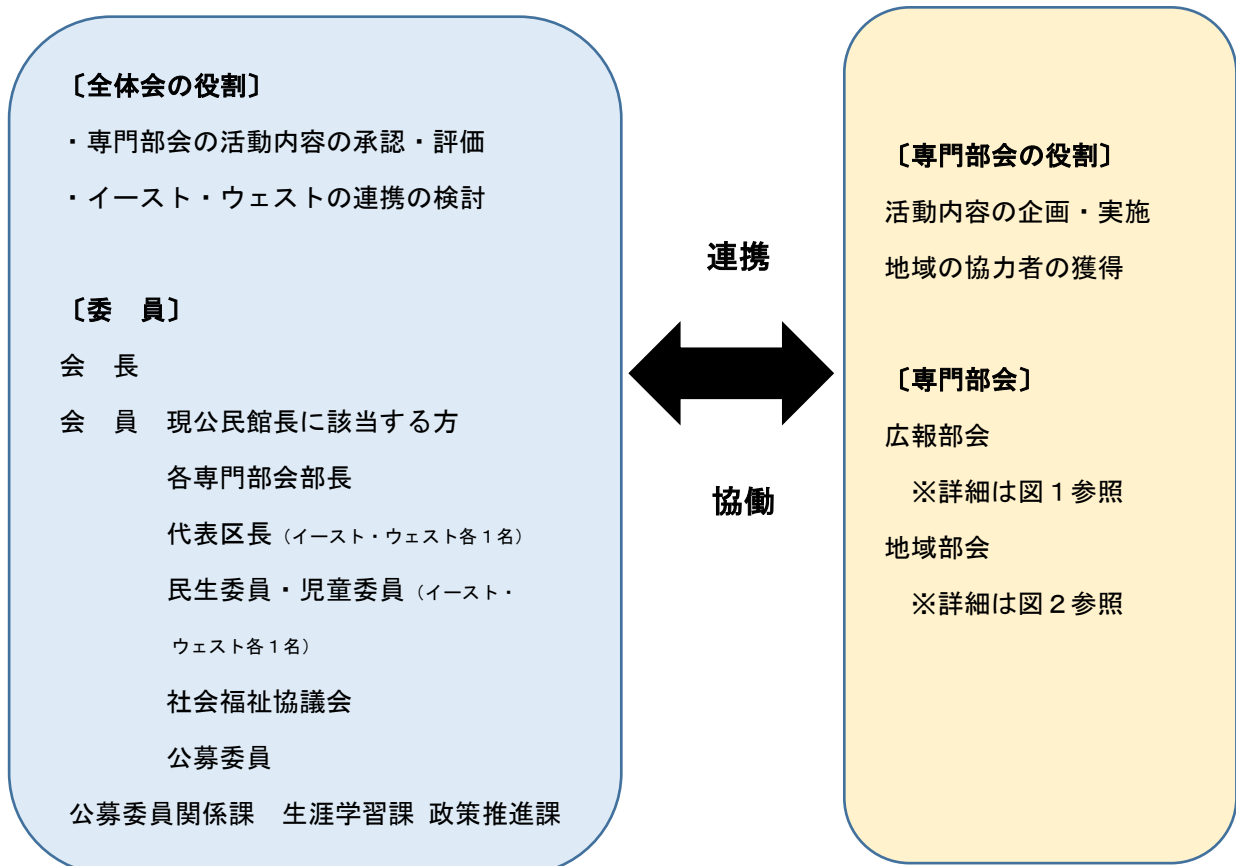 〔全体会の役割〕
・専門部会の活動内容の承認・評価
・イースト・ウェストの連携の検討
〔委　員〕
会　長
会　員　現公民館長に該当する方
各専門部会部長
代表区長（イースト・ウェスト各１名）
民生委員・児童委員（イースト・
ウェスト各１名）
社会福祉協議会
公募委員
公募委員関係課　生涯学習課 政策推進課
連携
協働
〔専門部会の役割〕
活動内容の企画・実施
地域の協力者の獲得
〔専門部会〕
広報部会
※詳細は図１参照
地域部会
※詳細は図２参照